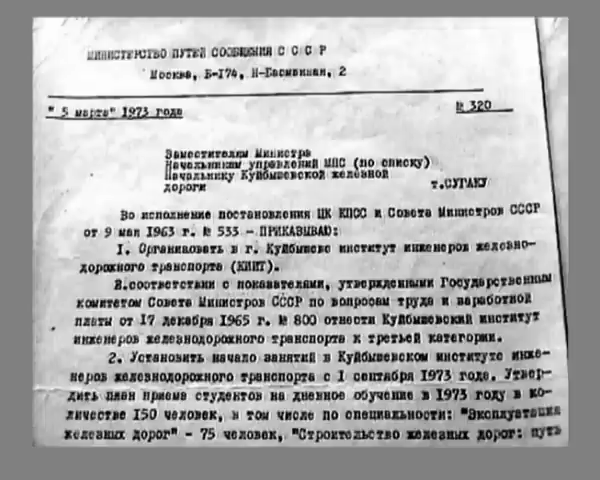 МИНИСТЕРСТВО ПУТЕЙ СООБЩЕНИЯ С С С Р
Москва, Б-174, Н-Басманная, 2
" 5 марта" 1973 года № 320
Заместителям Министра
Начальникам управлений МПС (по списку)
Начальнику Куйбышевской железной
дороги т.СУГАКУ
Во исполнение постановления ЦК КПСС и Совета Министров СССР
от 9 мая 1963 г. № 533 - ПРИКАЗЫВАЮ:
1. Организовать в г. Куйбышево институт инженеров железно-
дорожного транспорта (КИИТ).
В.соответствии с показателями, утвержденными Государственным
комитетом Совета Министров СССР по вопросам труда и заработной
платы от 17 декабря 1965 г. № 800 отнести Куйбышевский институт
инженеров железнодорожного транспорта к третьей категории.
2. Установить начало занятий в Куйбышевском институте инже-
неров железнодорожного транспорта с 1 сентября 1973 года. Утвер-
дить план приема студентов на дневное обучение в 1973 году в ко-
личестве 150 человек, в том числе по специальности: "Эксплуатация
железных дорог" - 75 человек, "Строительство железных дорог: путь